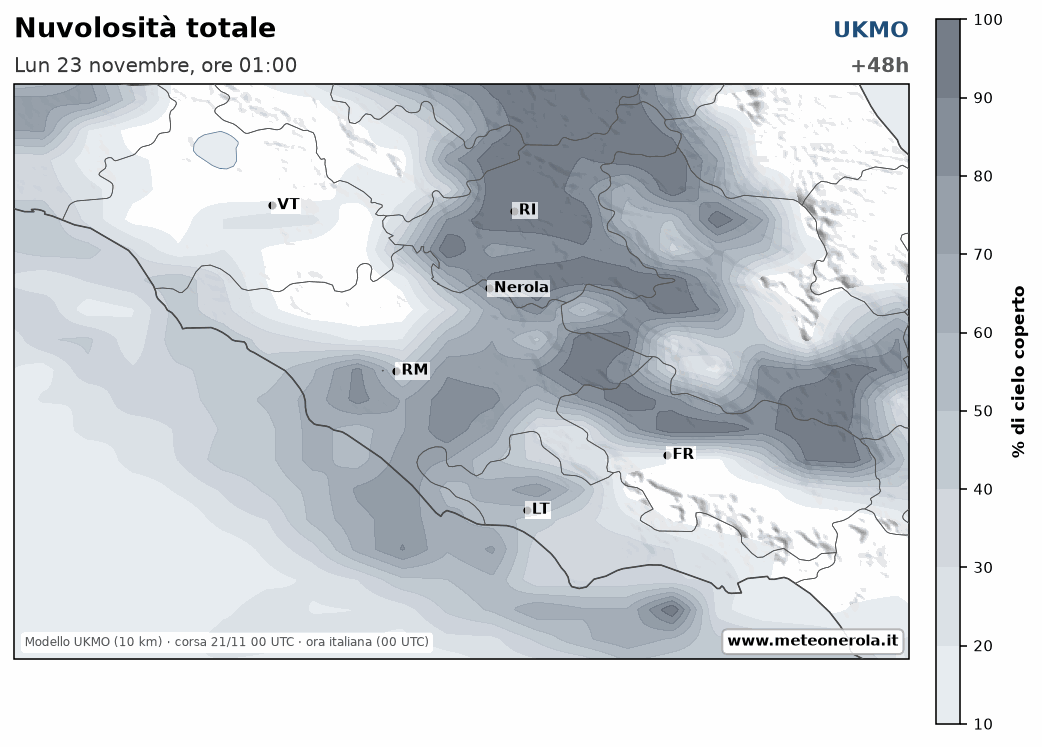 Nuvolosità totale
UKMO
Lun 23 novembre, ore 01:00
+48h
VT
RI
Nerola
RM
FR
LT
Modello UKMO (10 km) · corsa 21/11 00 UTC · ora italiana (00 UTC)
www.meteonerola.it
100
90
80
70
60
50
40
30
20
10
% di cielo coperto